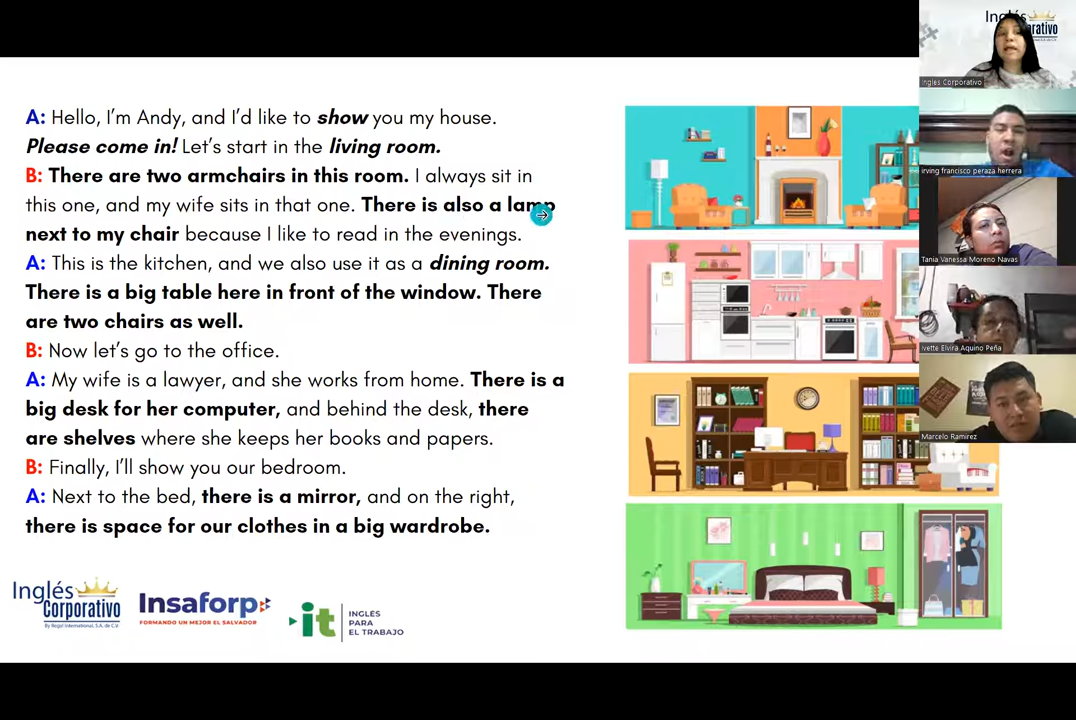 A: Hello, I'm Andy, and I'd like to show you my house.
Please come in! Let's start in the living room.
B: There are two armchairs in this room. I always sit in
this one, and my wife sits in that one. There is also a lamp
next to my chair because I like to read in the evenings.
A: This is the kitchen, and we also use it as a dining room.
There is a big table here in front of the window. There
are two chairs as well.
B: Now let's go to the office.
A: My wife is a lawyer, and she works from home. There is a
big desk for her computer, and behind the desk, there
are shelves where she keeps her books and papers.
B: Finally, I'll show you our bedroom.
A: Next to the bed, there is a mirror, and on the right,
there is space for our clothes in a big wardrobe.
Inglés
Corporativo
By Regal International, S.A. de C.V.
Insaforp
FORMANDO UN MEJOR EL SALVADOR
it
INGLES
PARA
EL TRABAJO
Inglés Corporativo
Irving francisco peraza herrera
Tania Vanessa Moreno Navas
Ivette Elvira Aquino Peña
Marcelo Ramirez